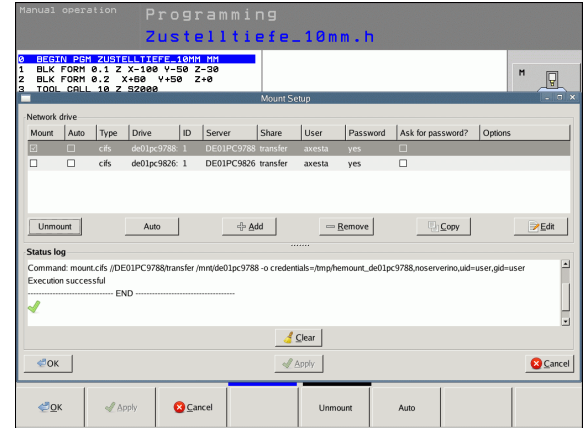 Manual operation
Programming
Zustelltiefe_10mm.h
0 BEGIN PGM ZUSTELLTIEFE_10MM MM
1 BLK FORM 0.1 Z X-100 Y-50 Z-30
2 BLK FORM 0.2 X+60 Y+50 Z+0
3 TOOL CALL 10 Z S2000
M
Mount Setup
Network drive
Mount Auto Type Drive ID Server Share User Password Ask for password? Options
cifs de01pc9788: 1 DE01PC9788 transfer axesta yes
cifs de01pc9826: 1 DE01PC9826 transfer axesta yes
Unmount Auto Add Remove Copy Edit
Status log
Command: mount.cifs //DE01PC9788/transfer /mnt/de01pc9788 -o credentials=/tmp/hemount_de01pc9788,noserverino,uid=user,gid=user
Execution successful
------------------------------ END -----------------------------------
Clear
OK Apply Cancel
OK Apply Cancel Unmount Auto